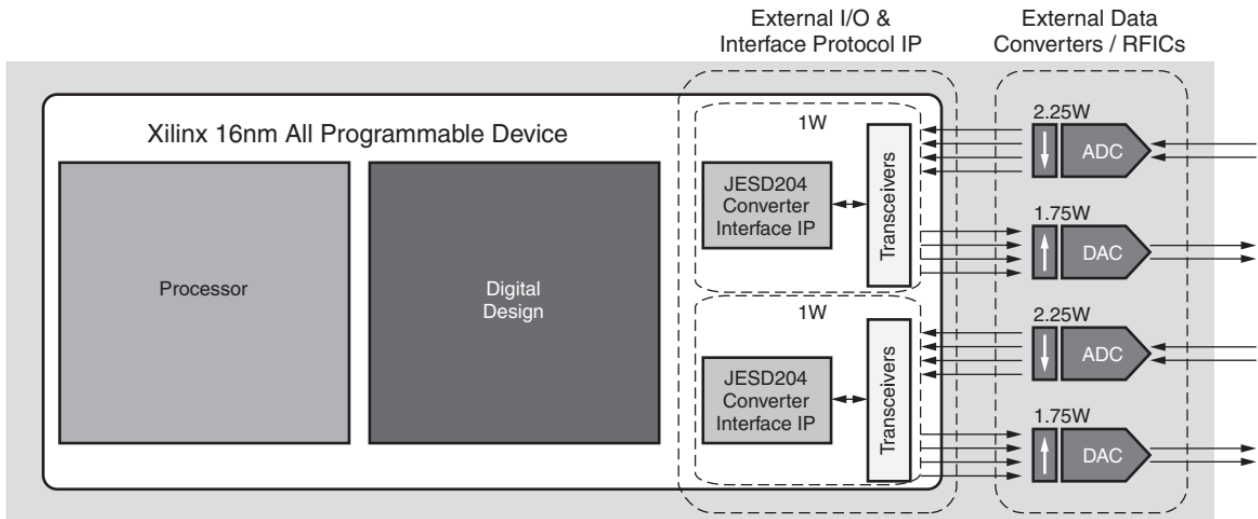 External I/O &
Interface Protocol IP
External Data
Converters / RFICs
Xilinx 16nm All Programmable Device
Processor
Digital
Design
1W
JESD204
Converter
Interface IP
Transceivers
2.25W
ADC
1.75W
DAC
1W
JESD204
Converter
Interface IP
Transceivers
2.25W
ADC
1.75W
DAC